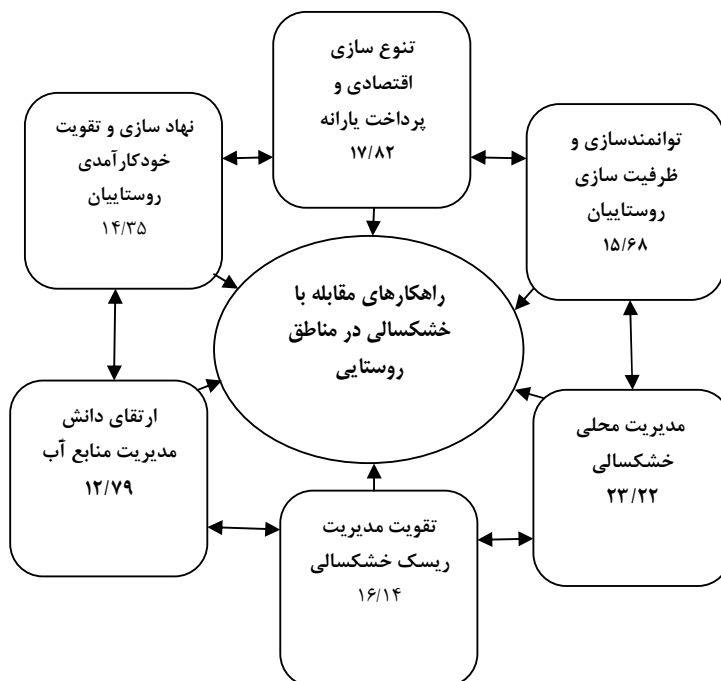 تنوع سازی
اقتصادی و
پرداخت یارانه
۱۷/۸۲
توانمندسازی و
ظرفیت سازی
روستاییان
۱۵/۶۸
نهاد سازی و تقویت
خودکارآمدی
روستاییان
۱۴/۳۵
راهکارهای مقابله با
خشکسالی در مناطق
روستایی
مدیریت محلی
خشکسالی
۲۳/۲۲
ارتقای دانش
مدیریت منابع آب
۱۲/۷۹
تقویت مدیریت
ریسک خشکسالی
۱۶/۱۴